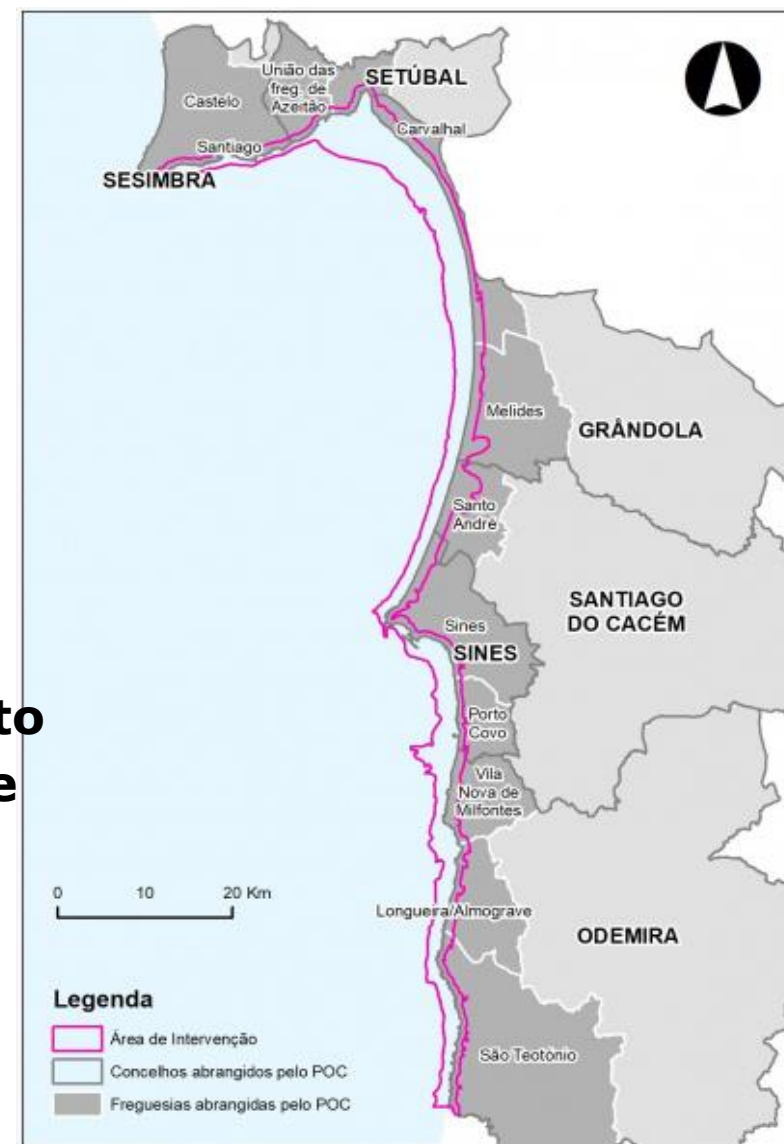 SETÚBAL
União das
freg. de
Azeitão
Castelo
Carvalhal
Santiago
SESIMBRA
Melides
GRÂNDOLA
Santo
André
SANTIAGO
DO CACÉM
Sines
SINES
to
e
Porto
Covo
Vila
Nova de
Milfontes
0 10 20 Km
Longueira/Almograve
ODEMIRA
São Teotónio
Legenda
Área de Intervenção
Concelhos abrangidos pelo POC
Freguesias abrangidas pelo POC